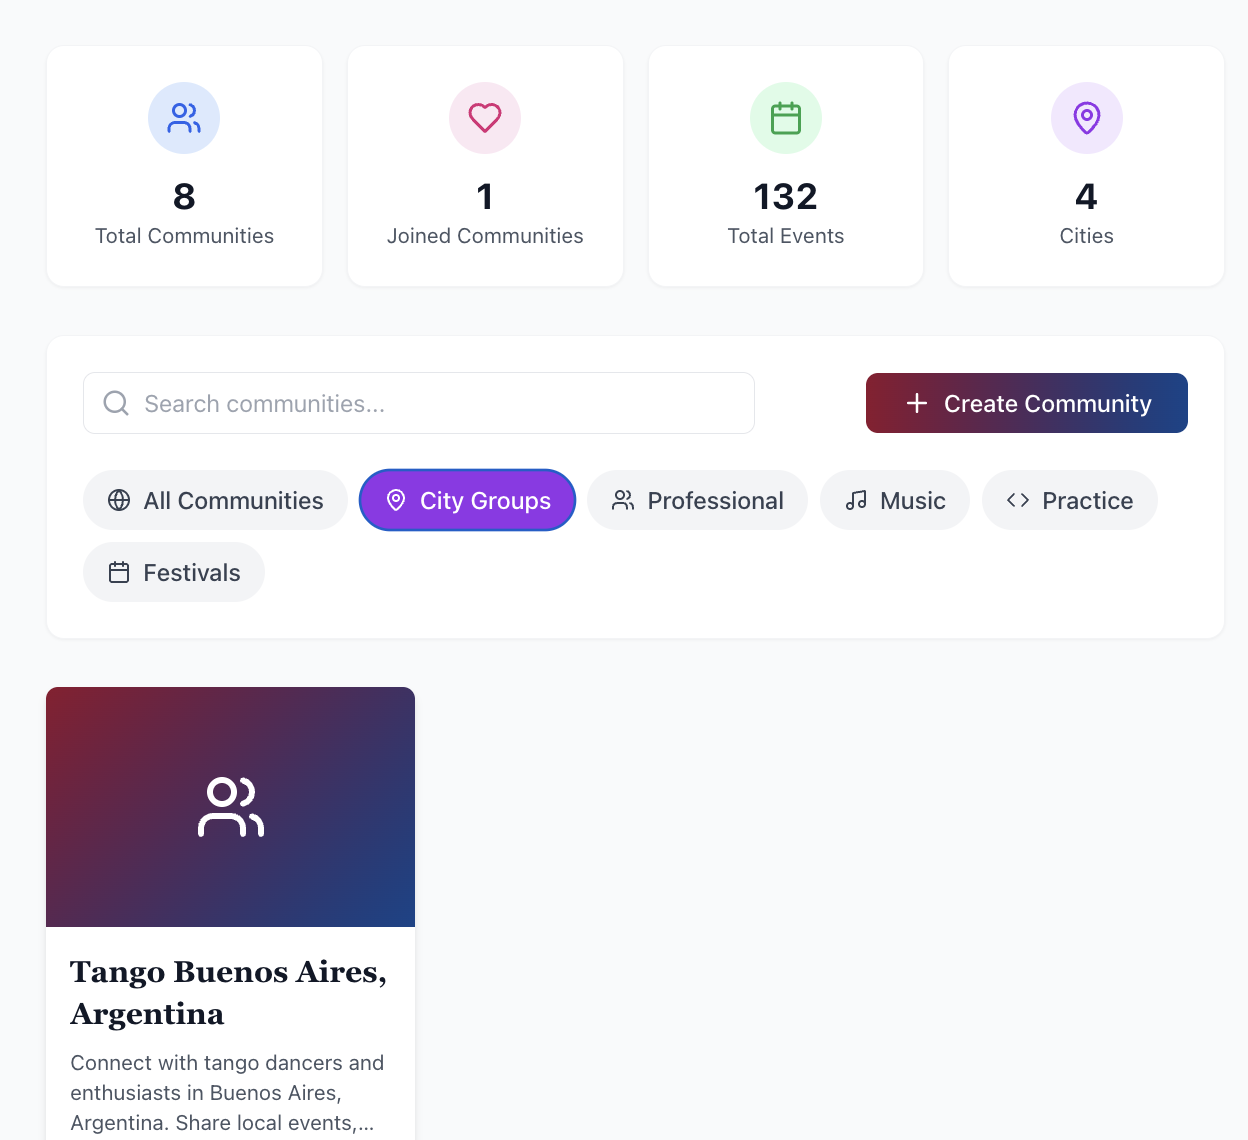 8
Total Communities
1
Joined Communities
132
Total Events
4
Cities
Search communities...
Create Community
All Communities
City Groups
Professional
Music
Practice
Festivals
Tango Buenos Aires,
Argentina
Connect with tango dancers and
enthusiasts in Buenos Aires,
Argentina. Share local events,...